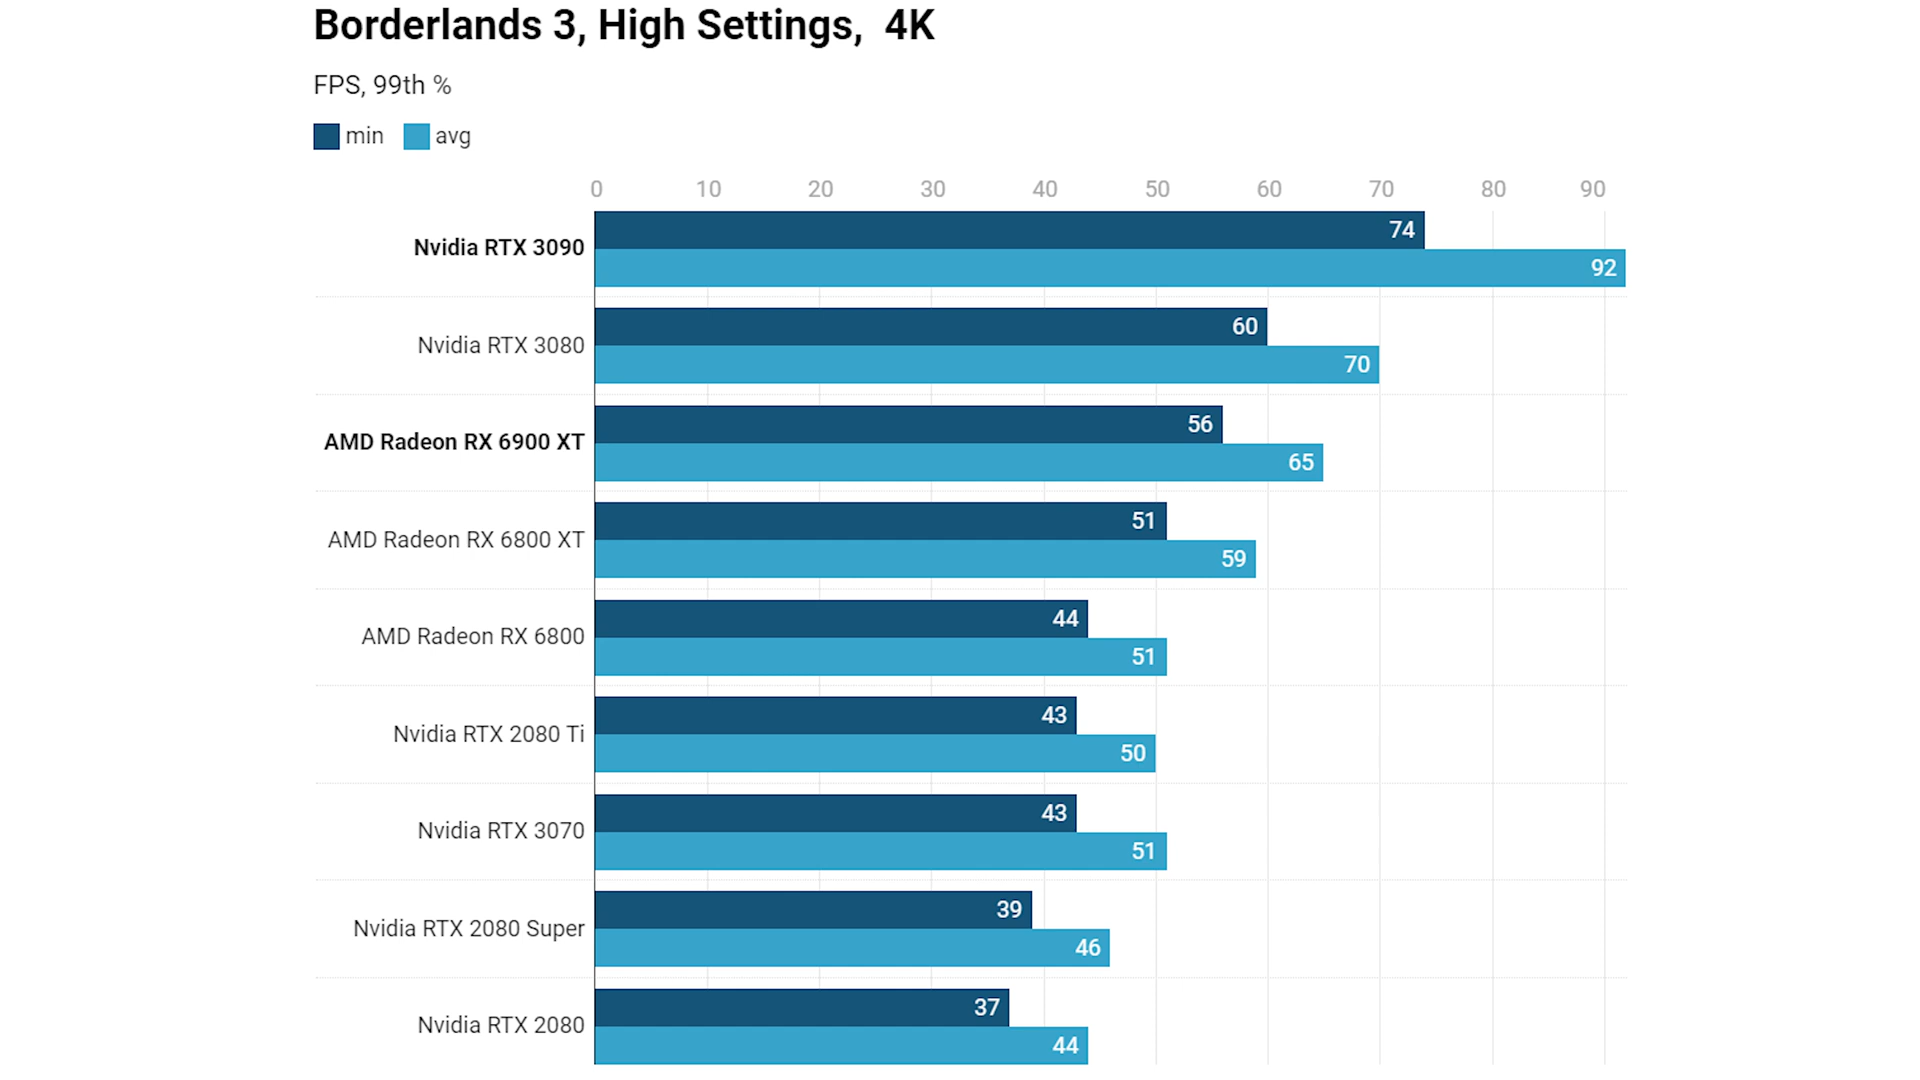 Borderlands 3, High Settings, 4K
FPS, 99th %
min avg
0 10 20 30 40 50 60 70 80 90
Nvidia RTX 3090 74 92
Nvidia RTX 3080 60 70
AMD Radeon RX 6900 XT 56 65
AMD Radeon RX 6800 XT 51 59
AMD Radeon RX 6800 44 51
Nvidia RTX 2080 Ti 43 50
Nvidia RTX 3070 43 51
Nvidia RTX 2080 Super 39 46
Nvidia RTX 2080 37 44